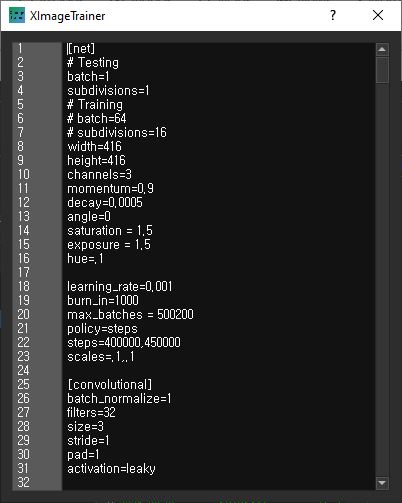 XImageTrainer
1 [net]
2 # Testing
3 batch=1
4 subdivisions=1
5 # Training
6 # batch=64
7 # subdivisions=16
8 width=416
9 height=416
10 channels=3
11 momentum=0.9
12 decay=0.0005
13 angle=0
14 saturation = 1.5
15 exposure = 1.5
16 hue=.1
17
18 learning_rate=0.001
19 burn_in=1000
20 max_batches = 500200
21 policy=steps
22 steps=400000,450000
23 scales=.1,.1
24
25 [convolutional]
26 batch_normalize=1
27 filters=32
28 size=3
29 stride=1
30 pad=1
31 activation=leaky
32